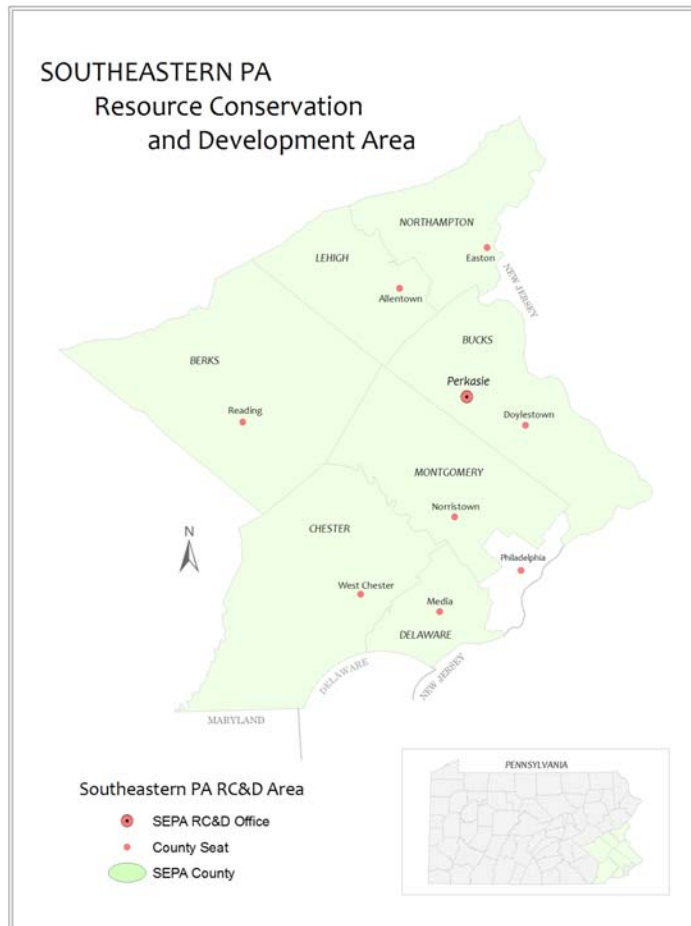 SOUTHEASTERN PA
Resource Conservation
and Development Area
NORTHAMPTON
Easton
LEHIGH
Allentown
NEW JERSEY
BUCKS
BERKS
Perkasie
Reading
Doylestown
MONTGOMERY
Norristown
CHESTER
N
Philadelphia
West Chester
Media
DELAWARE
DELAWARE
NEW JERSEY
MARYLAND
Southeastern PA RC&D Area
SEPA RC&D Office
County Seat
SEPA County
PENNSYLVANIA